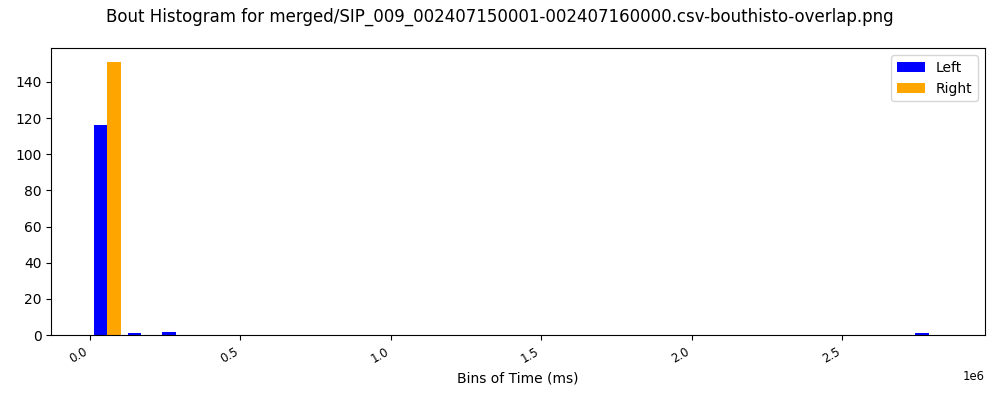 Bout Histogram for merged/SIP_009_002407150001-002407160000.csv-bouthisto-overlap.png
Left
Right
140
120
100
80
60
40
20
0
0.0
0.5
1.0
1.5
2.0
2.5
1e6
Bins of Time (ms)